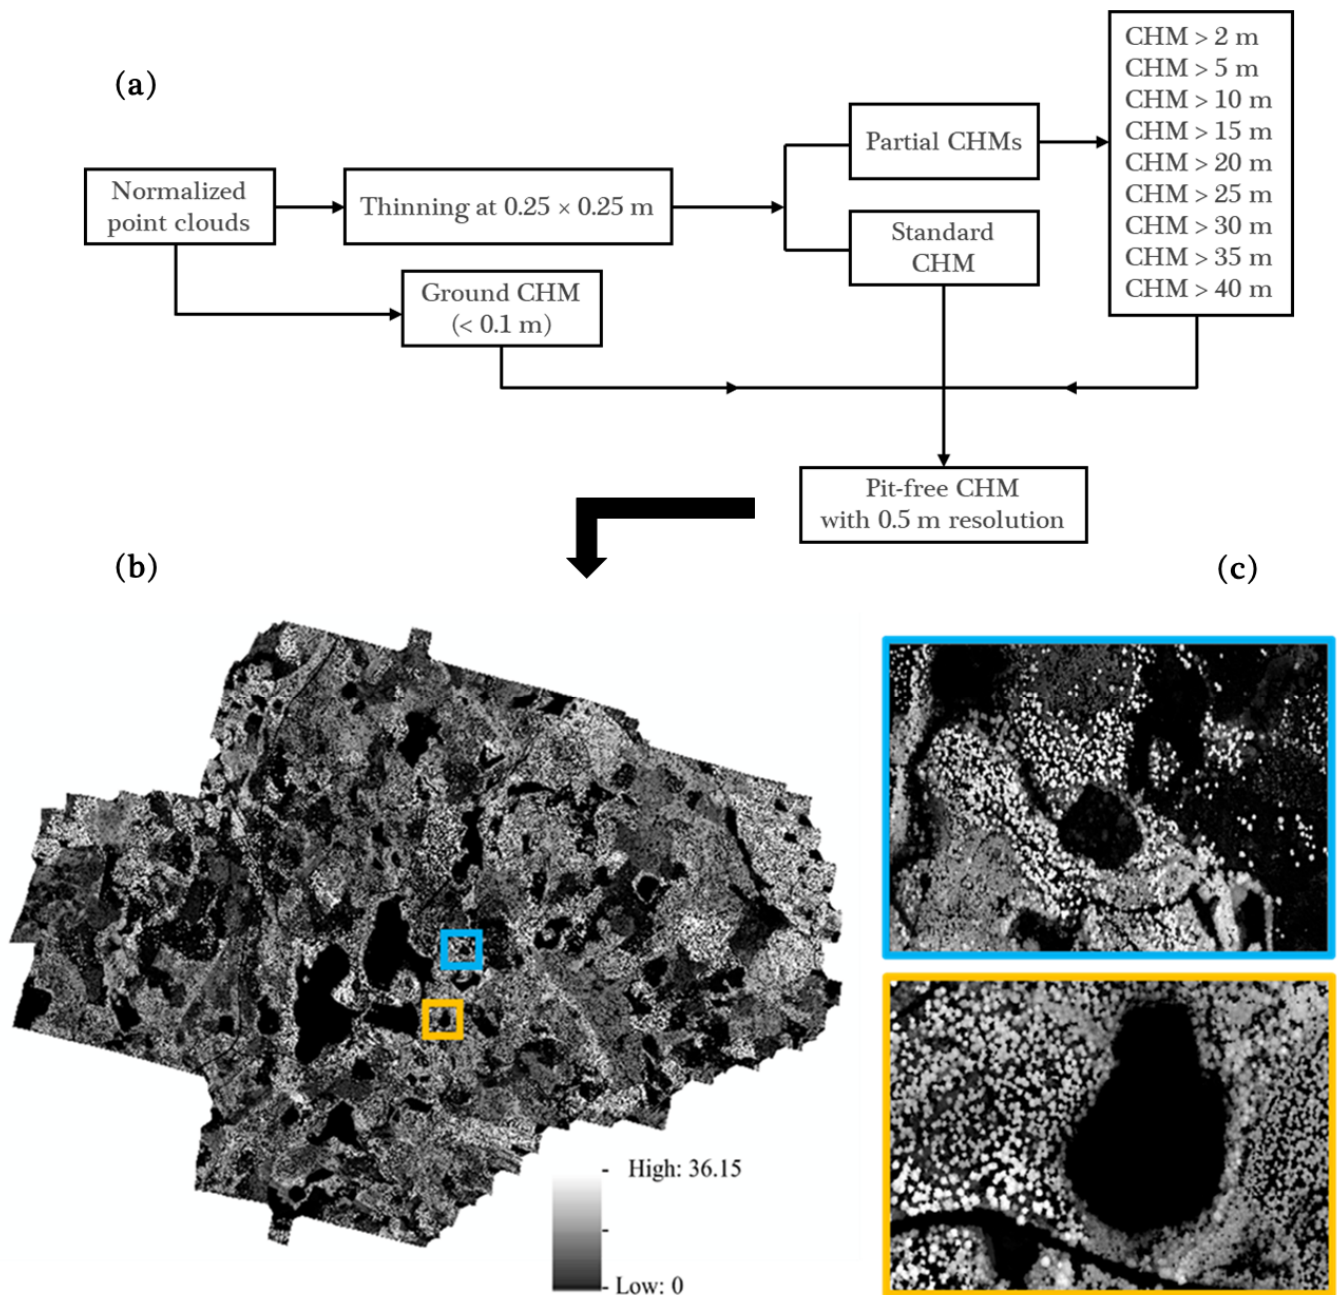 (a)
Normalized
point clouds
Thinning at 0.25 × 0.25 m
Partial CHMs
Standard
CHM
CHM > 2 m
CHM > 5 m
CHM > 10 m
CHM > 15 m
CHM > 20 m
CHM > 25 m
CHM > 30 m
CHM > 35 m
CHM > 40 m
Ground CHM
(< 0.1 m)
Pit-free CHM
with 0.5 m resolution
(b)
High: 36.15
Low: 0
(c)